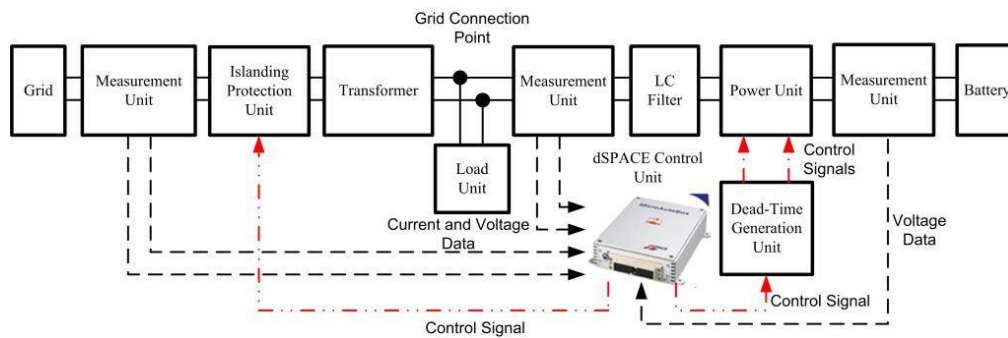 Grid Connection
Point
Grid
Measurement
Unit
Islanding
Protection
Unit
Transformer
Measurement
Unit
LC
Filter
Power Unit
Measurement
Unit
Battery
Load
Unit
dSPACE Control
Unit
Control
Signals
Current and Voltage
Data
MicroAutoBox
Dead-Time
Generation
Unit
Voltage
Data
Control Signal
Control Signal